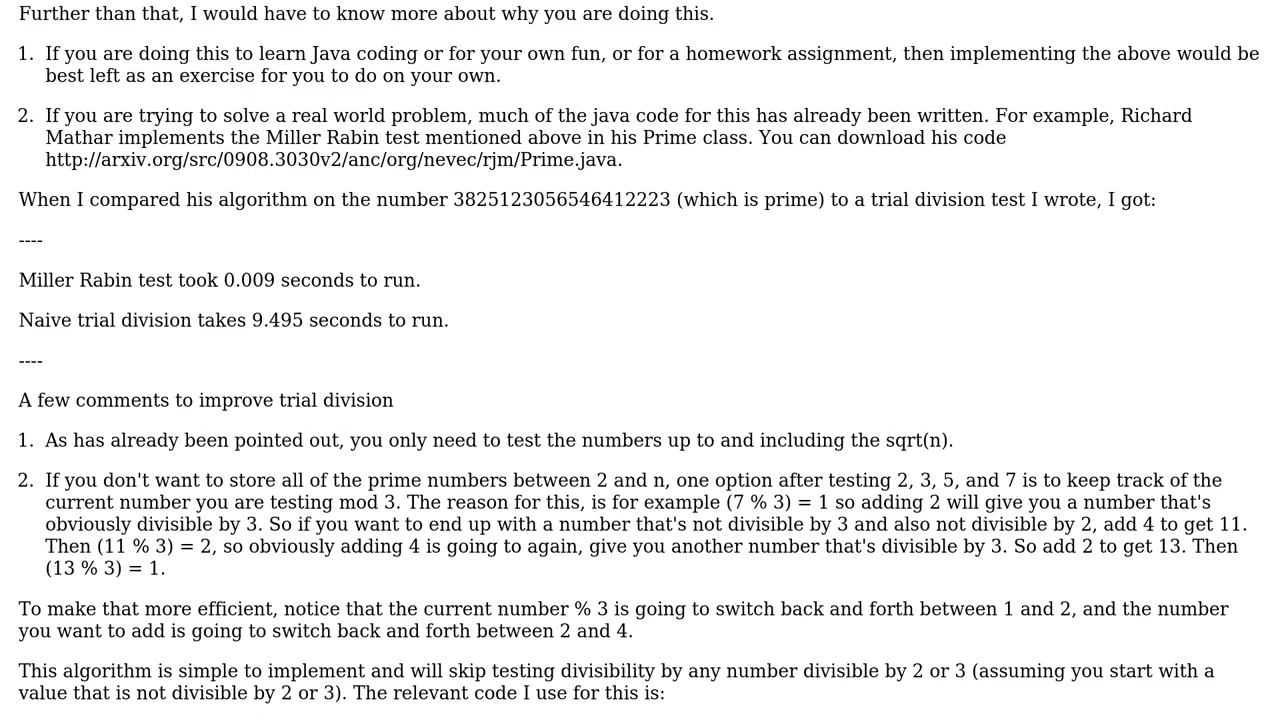 Further than that, I would have to know more about why you are doing this.
1. If you are doing this to learn Java coding or for your own fun, or for a homework assignment, then implementing the above would be
best left as an exercise for you to do on your own.
2. If you are trying to solve a real world problem, much of the java code for this has already been written. For example, Richard
Mathar implements the Miller Rabin test mentioned above in his Prime class. You can download his code
http://arxiv.org/src/0908.3030v2/anc/org/nevec/rjm/Prime.java.
When I compared his algorithm on the number 3825123056546412223 (which is prime) to a trial division test I wrote, I got:
----
Miller Rabin test took 0.009 seconds to run.
Naive trial division takes 9.495 seconds to run.
----
A few comments to improve trial division
1. As has already been pointed out, you only need to test the numbers up to and including the sqrt(n).
2. If you don't want to store all of the prime numbers between 2 and n, one option after testing 2, 3, 5, and 7 is to keep track of the
current number you are testing mod 3. The reason for this, is for example (7 % 3) = 1 so adding 2 will give you a number that's
obviously divisible by 3. So if you want to end up with a number that's not divisible by 3 and also not divisible by 2, add 4 to get 11.
Then (11 % 3) = 2, so obviously adding 4 is going to again, give you another number that's divisible by 3. So add 2 to get 13. Then
(13 % 3) = 1.
To make that more efficient, notice that the current number % 3 is going to switch back and forth between 1 and 2, and the number
you want to add is going to switch back and forth between 2 and 4.
This algorithm is simple to implement and will skip testing divisibility by any number divisible by 2 or 3 (assuming you start with a
value that is not divisible by 2 or 3). The relevant code I use for this is: